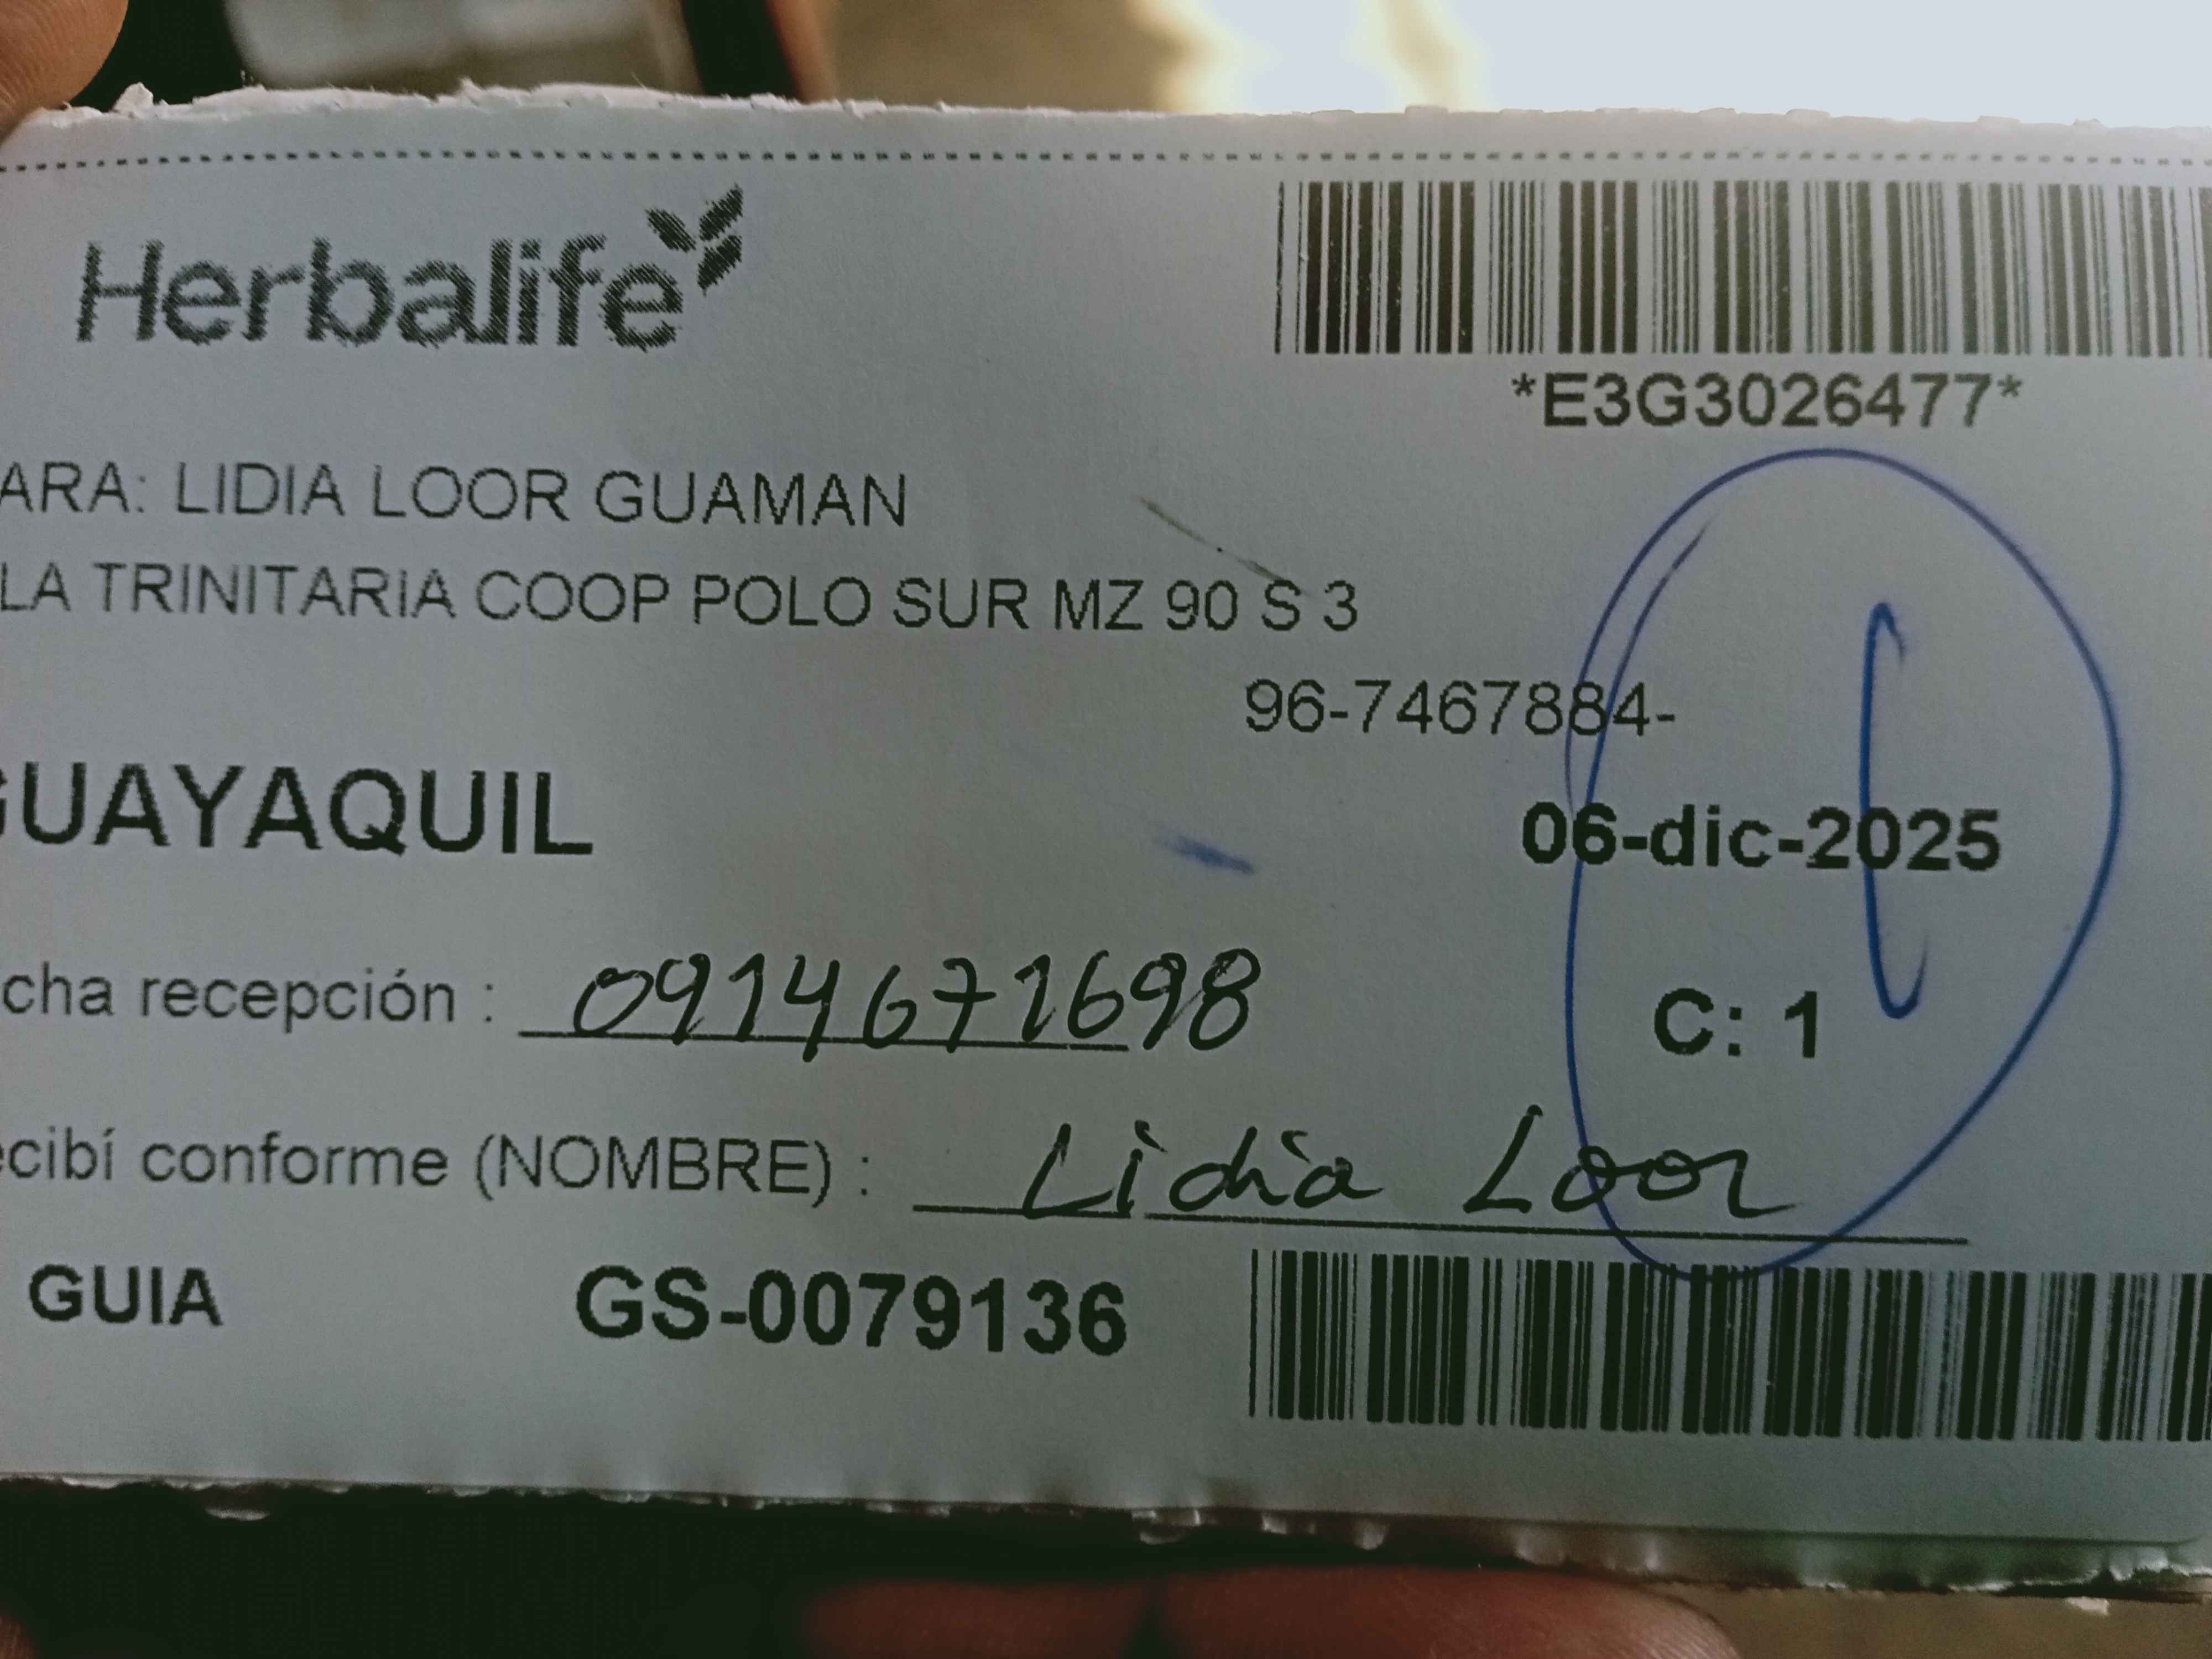 Herbalife
*E3G3026477*
ARA: LIDIA LOOR GUAMAN
LA TRINITARIA COOP POLO SUR MZ 90 S 3
96-7467884-
GUAYAQUIL
06-dic-2025
cha recepción : 0914671698
C: 1
ecibí conforme (NOMBRE) : Lidia Loor
GUIA GS-0079136